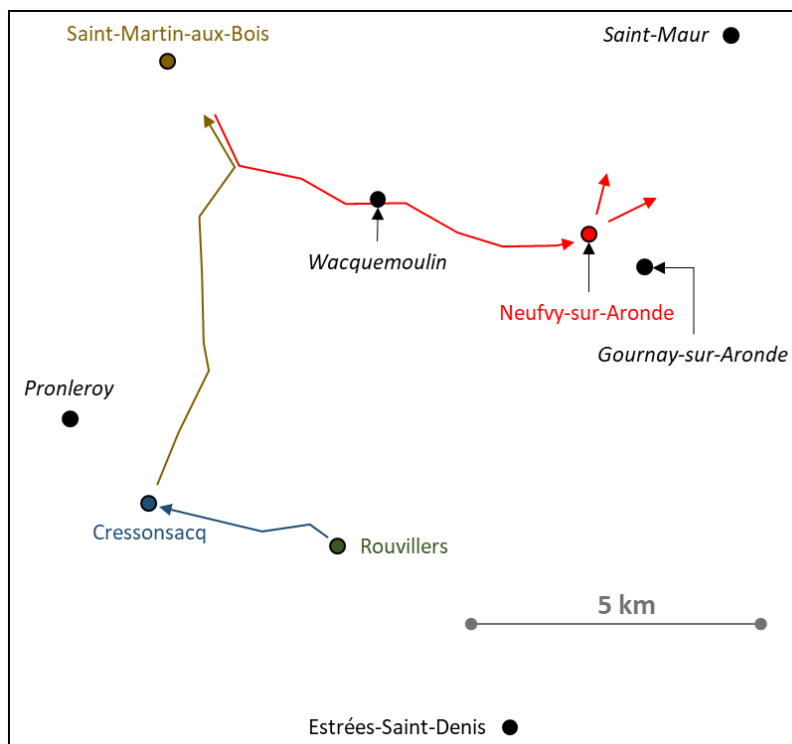 Saint-Martin-aux-Bois
Saint-Maur
Wacquemoulin
Neufvy-sur-Aronde
Gournay-sur-Aronde
Pronleroy
Cressonsacq
Rouvillers
5 km
Estrées-Saint-Denis